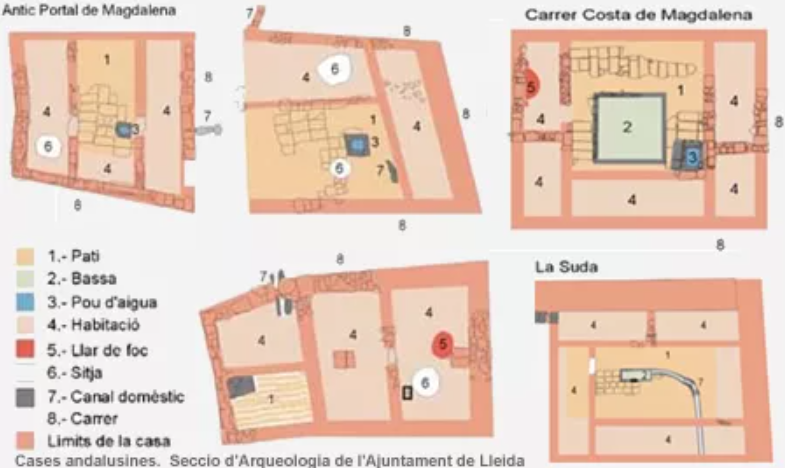 Antic Portal de Magdalena
Carrer Costa de Magdalena
1 4 4 3 6 4 8 7 8
7 8 6 4 1 3 4 8 6 7 8
5 1 4 4 2 3 8 4 4 4 4 8
1.- Pati
2.- Bassa
3.- Pou d'aigua
4.- Habitació
5.- Llar de foc
6.- Sitja
7.- Canal domèstic
8.- Carrer
Limits de la casa
8 7 4 4 4 5 6 1
La Suda
4 4 1 4 7 4
Cases andalusines. Seccio d'Arqueologia de l'Ajuntament de Lleida